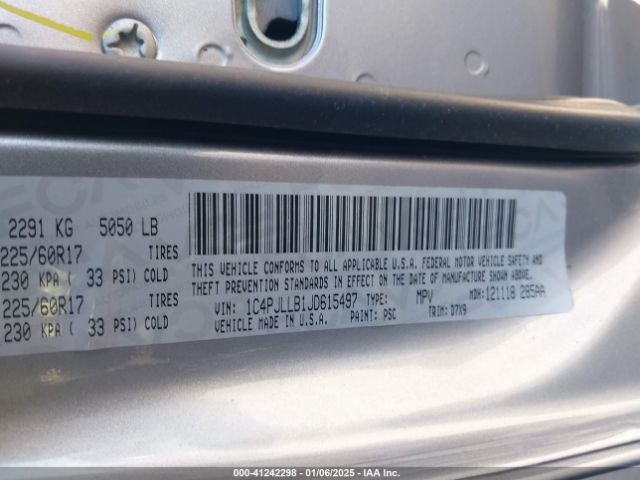 2291 KG 5050 LB
225/60R17 TIRES
230 KPA ( 33 PSI) COLD
225/60R17 TIRES
230 KPA ( 33 PSI) COLD
THIS VEHICLE CONFORMS TO ALL APPLICABLE U.S.A. FEDERAL MOTOR VEHICLE SAFETY AND
THEFT PREVENTION STANDARDS IN EFFECT ON THE DATE OF MANUFACTURE SHOWN ABOVE.
VIN: 1C4PJLLB1JD615497 TYPE: MPV MDH:121118 285AA
VEHICLE MADE IN U.S.A. PAINT: PSC TRIM: D7X9
000-41242298 - 01/06/2025 - IAA Inc.